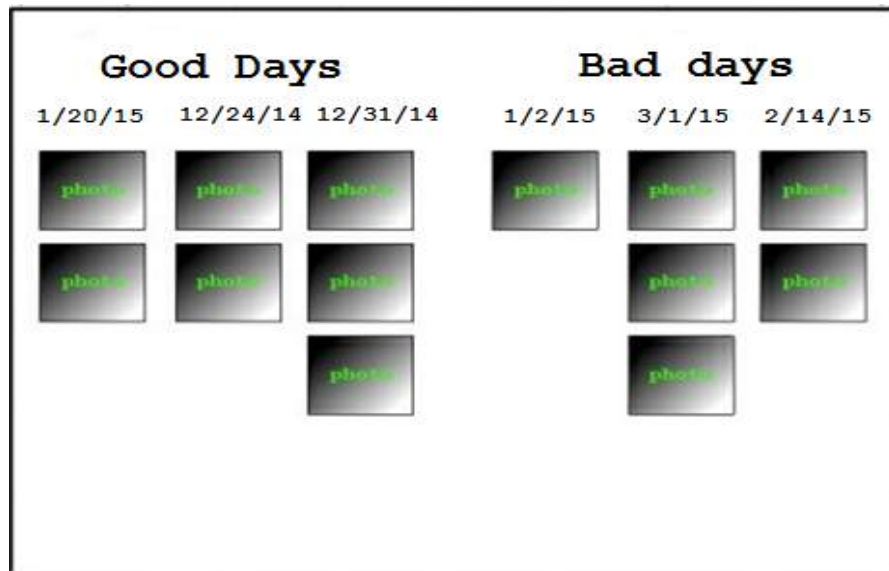 Good Days Bad days
1/20/15 12/24/14 12/31/14 1/2/15 3/1/15 2/14/15
photo photo photo photo photo photo
photo photo photo photo photo
photo photo